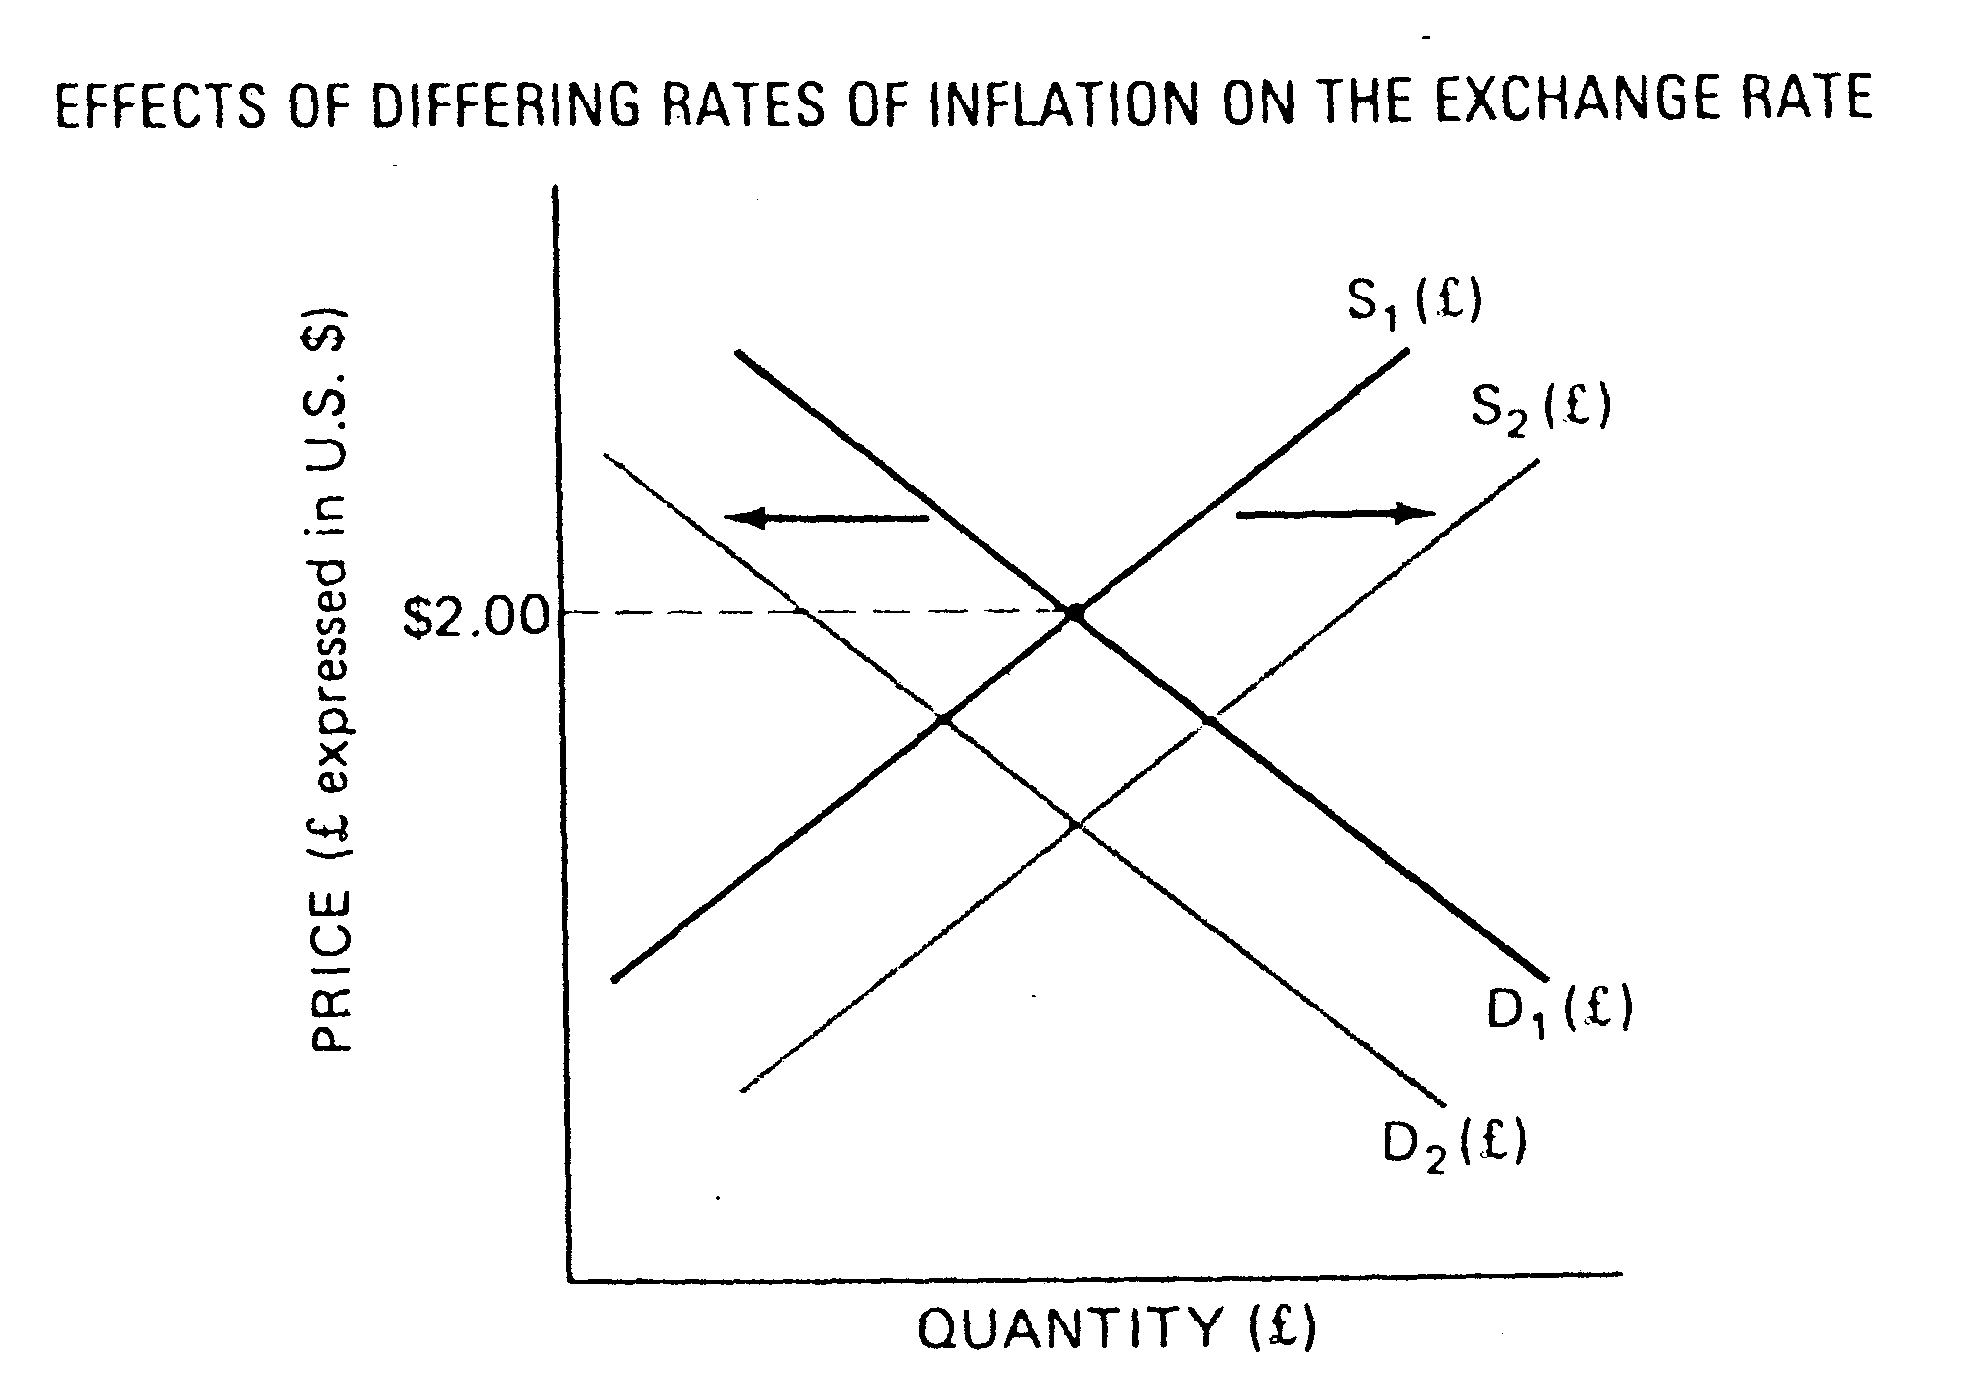 EFFECTS OF DIFFERING RATES OF INFLATION ON THE EXCHANGE RATE
S₁ (£)
S₂ (£)
PRICE (£ expressed in U.S. $)
$2.00
D₁ (£)
D₂ (£)
QUANTITY (£)